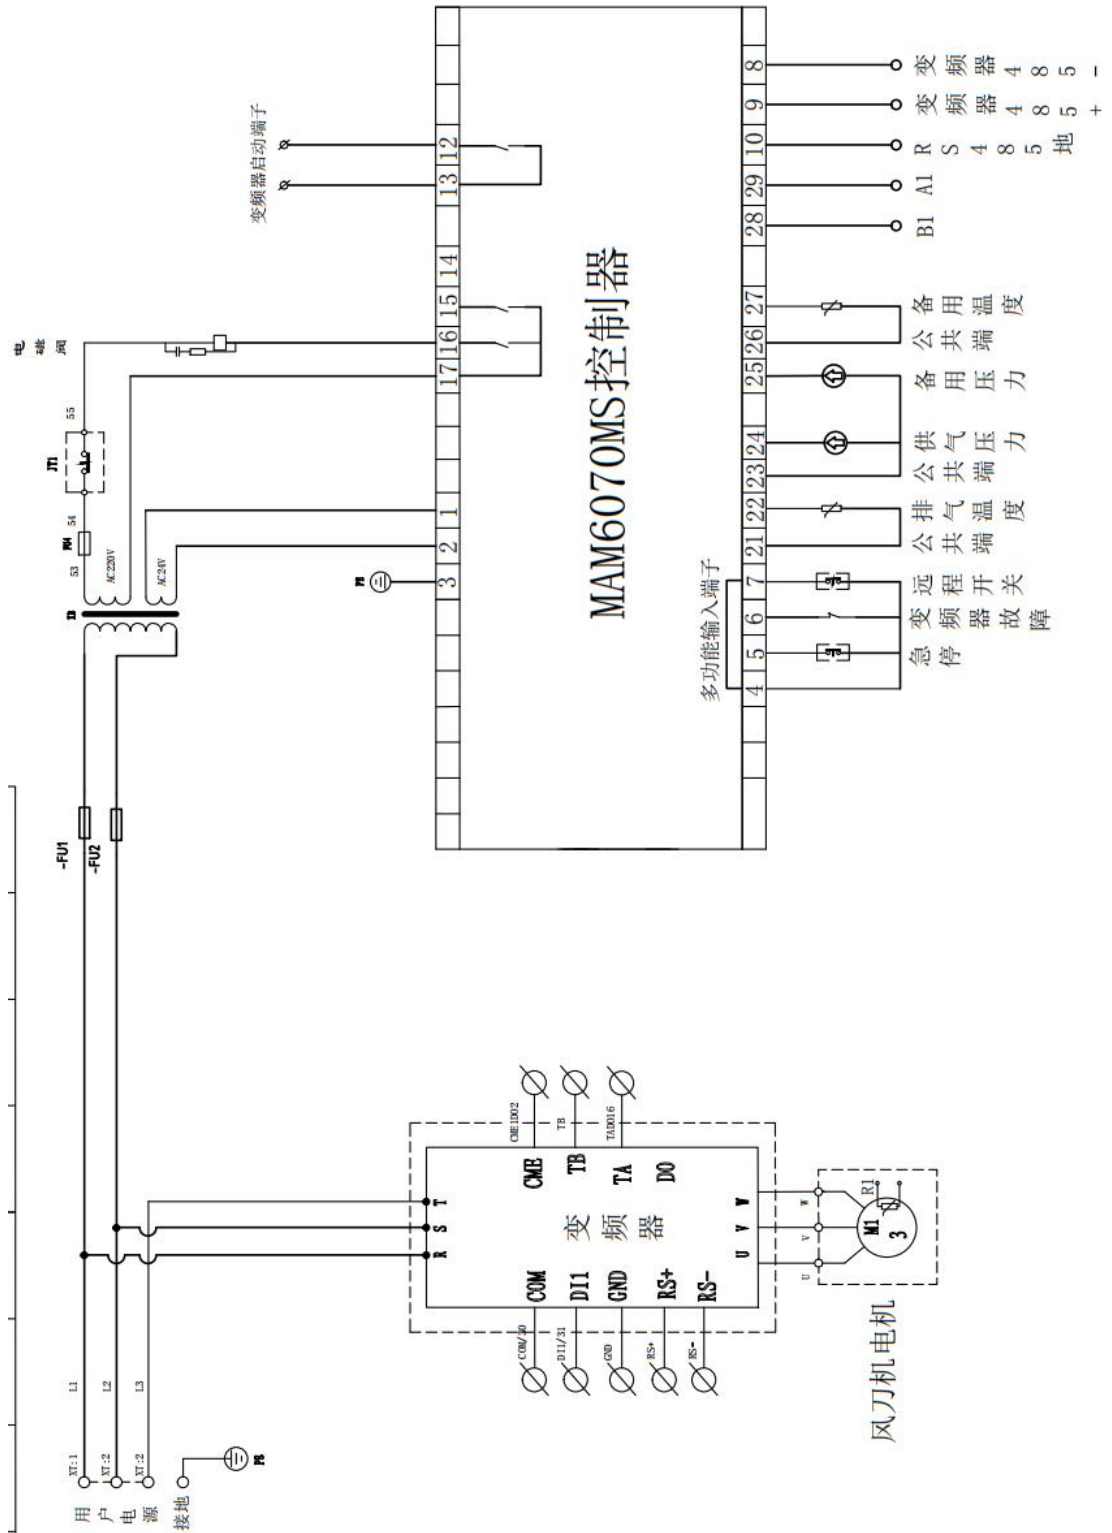 用户电源
接地
XT:1
XT:2
XT:2
L1
L2
L3
PE
-FU1
-FU2
AC220V
AC24V
53
FU4
54
JT1
55
电磁阀
变频器启动端子
PE
12
13
14
15
16
17
1
2
3
MAM6070MS控制器
多功能输入端子
8
9
10
29
28
27
26
25
24
23
22
21
7
6
5
4
变频器485-
变频器485+
RS485地
A1
B1
备用温度
公共端
备用压力
供气压力
公共端
排气温度
公共端
远程开关
变频器故障
急停
变频器
R
S
T
CME
TB
TA
DO
CME1D02
TB
TAD016
COM
DI1
GND
RS+
RS-
COM/30
DI1/31
GND
RS+
RS-
U
V
W
U
V
W
M1
3
R1
风刀机电机